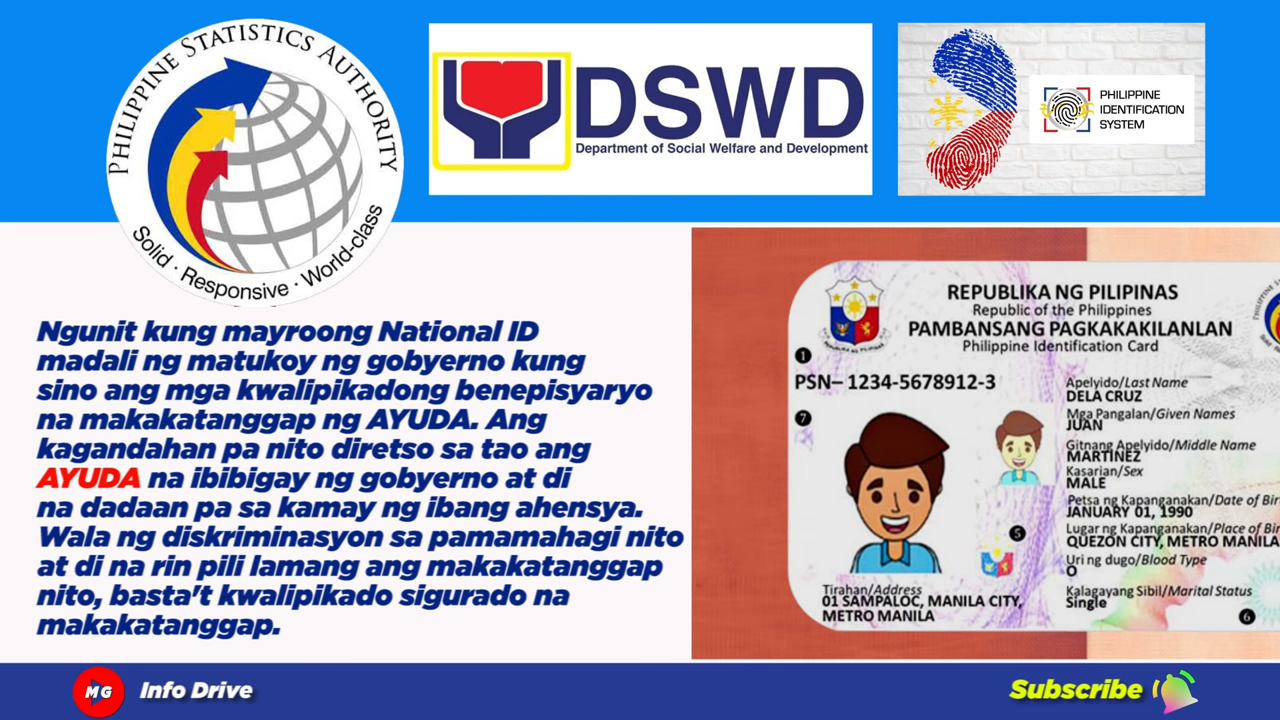 PHILIPPINE STATISTICS AUTHORITY
Solid · Responsive · World-class
DSWD
Department of Social Welfare and Development
PHILIPPINE
IDENTIFICATION
SYSTEM
Ngunit kung mayroong National ID
madali ng matukoy ng gobyerno kung
sino ang mga kwalipikadong benepisyaryo
na makakatanggap ng AYUDA. Ang
kagandahan pa nito diretso sa tao ang
AYUDA na ibibigay ng gobyerno at di
na dadaan pa sa kamay ng ibang ahensya.
Wala ng diskriminasyon sa pamamahagi nito
at di na rin pili lamang ang makakatanggap
nito, basta't kwalipikado sigurado na
makakatanggap.
REPUBLIKA NG PILIPINAS
Republic of the Philippines
PAMBANSANG PAGKAKAKILANLAN
Philippine Identification Card
1
PSN– 1234-5678912-3
7
Apelyido/Last Name
DELA CRUZ
Mga Pangalan/Given Names
JUAN
Gitnang Apelyido/Middle Name
MARTINEZ
Kasarian/Sex
MALE
Petsa ng Kapanganakan/Date of Bir
JANUARY 01, 1990
5
Lugar ng Kapanganakan/Place of Bir
QUEZON CITY, METRO MANILA
Uri ng dugo/Blood Type
O
Kalagayang Sibil/Marital Status
Single
6
Tirahan/Address
01 SAMPALOC, MANILA CITY,
METRO MANILA
MG Info Drive
Subscribe